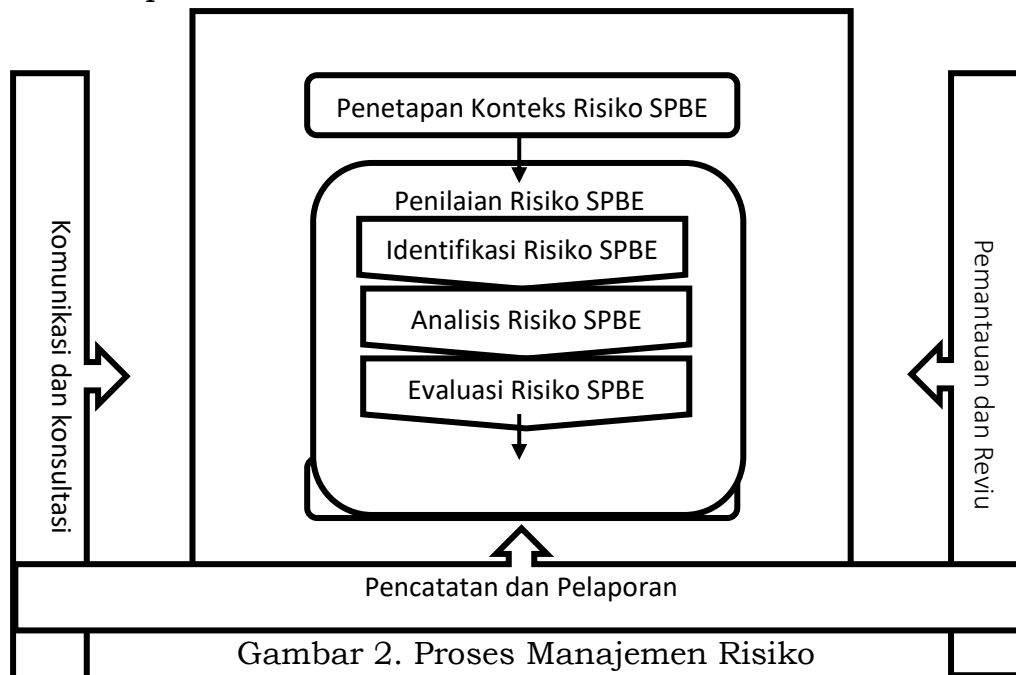 Penetapan Konteks Risiko SPBE
Penilaian Risiko SPBE
Identifikasi Risiko SPBE
Analisis Risiko SPBE
Evaluasi Risiko SPBE
Komunikasi dan konsultasi
Pemantauan dan Reviu
Pencatatan dan Pelaporan
Gambar 2. Proses Manajemen Risiko